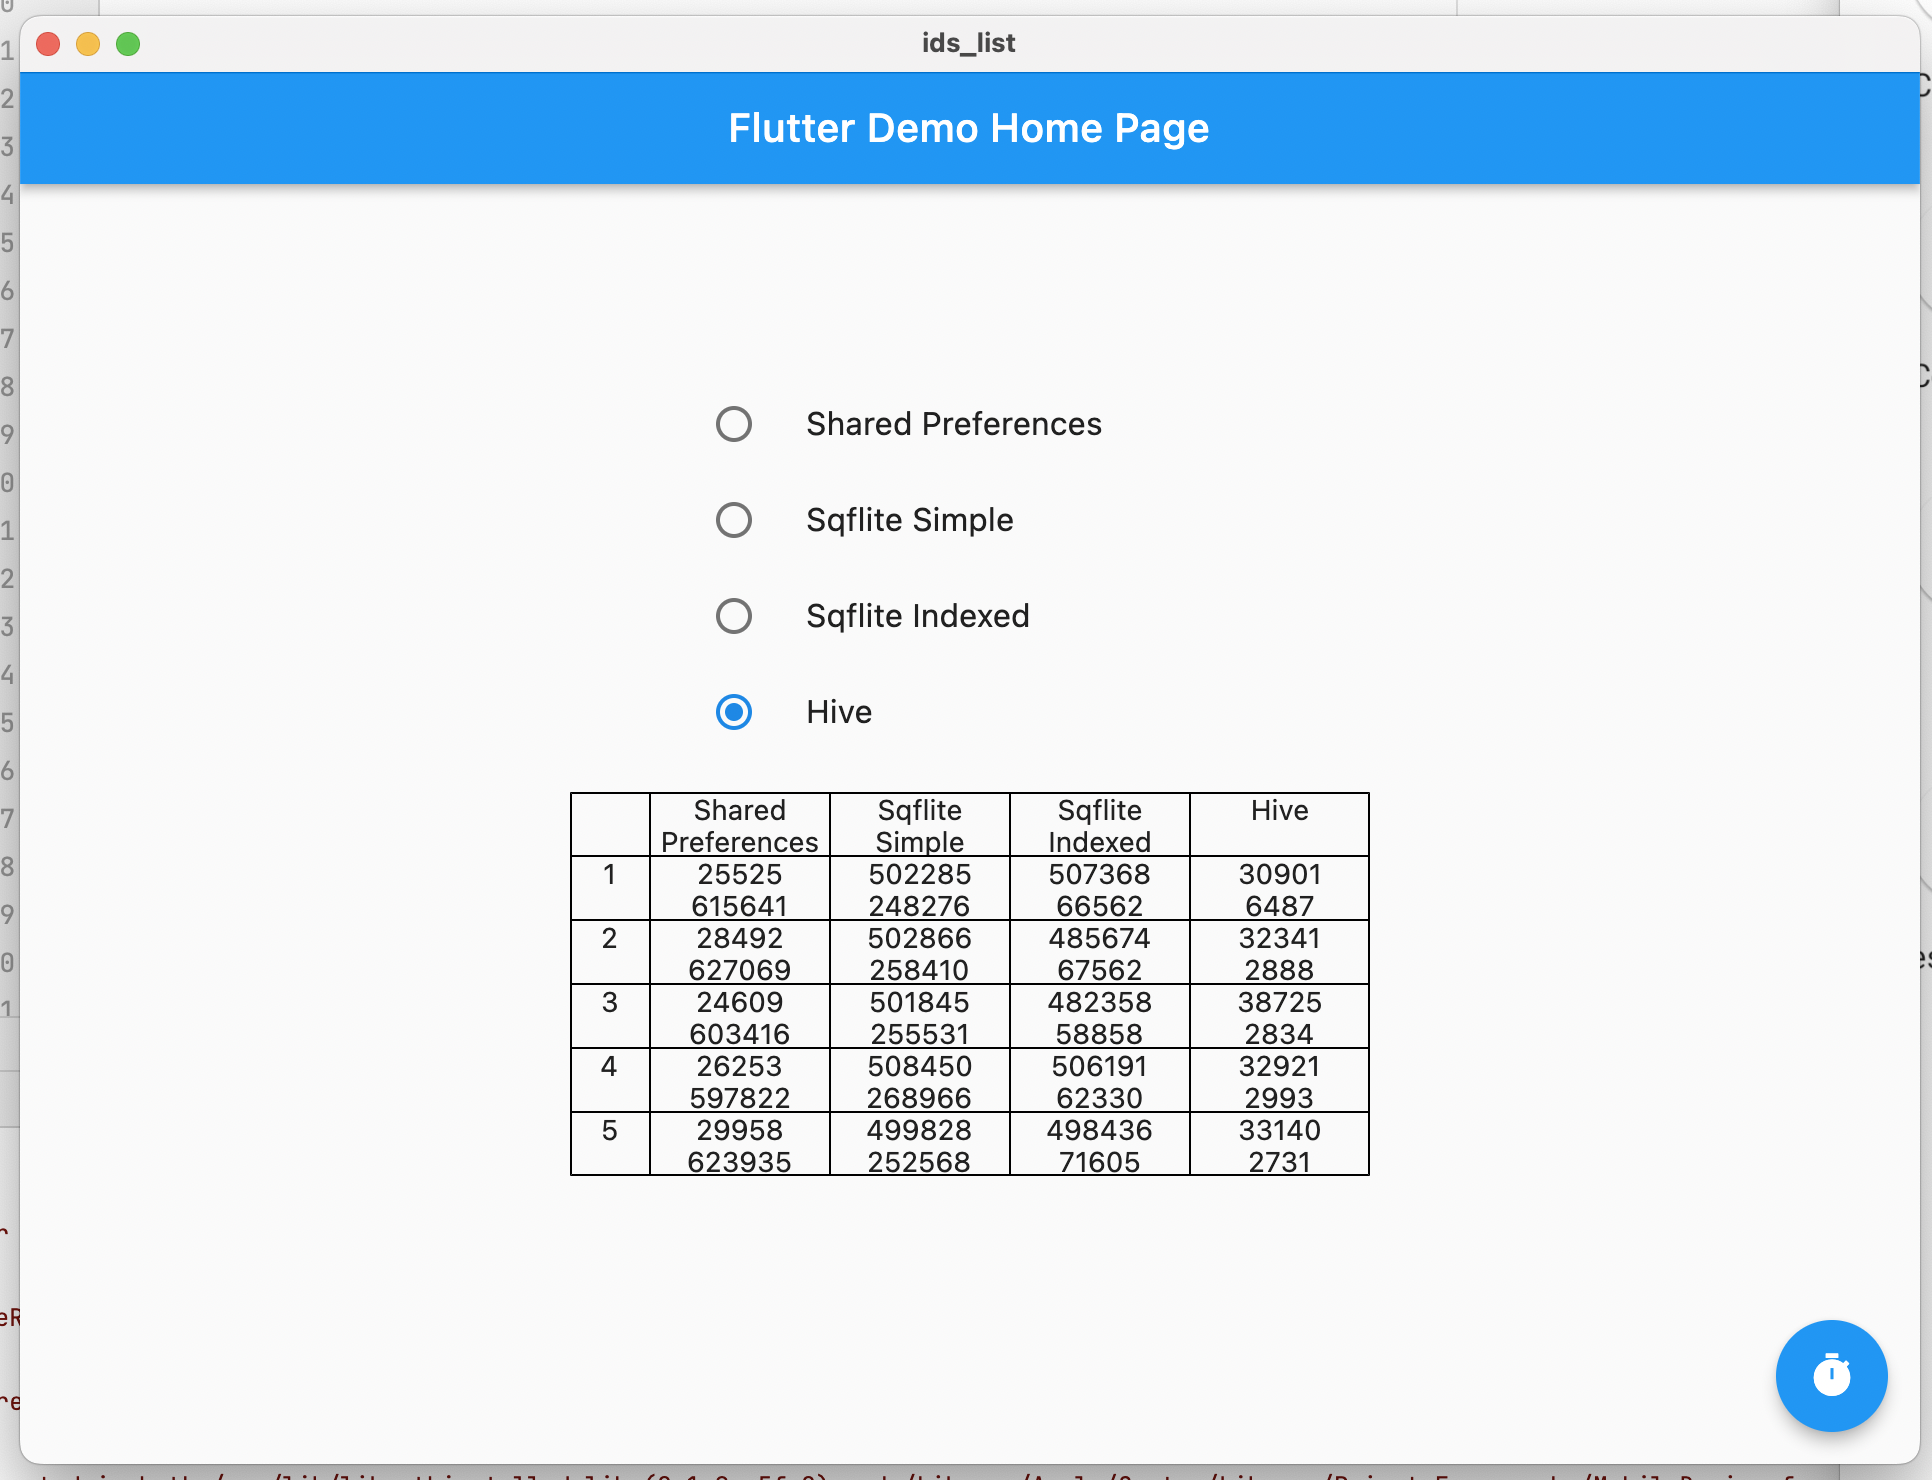 ids_list
Flutter Demo Home Page
Shared Preferences
Sqflite Simple
Sqflite Indexed
Hive
Shared Preferences Sqflite Simple Sqflite Indexed Hive
1 25525 502285 507368 30901
615641 248276 66562 6487
2 28492 502866 485674 32341
627069 258410 67562 2888
3 24609 501845 482358 38725
603416 255531 58858 2834
4 26253 508450 506191 32921
597822 268966 62330 2993
5 29958 499828 498436 33140
623935 252568 71605 2731